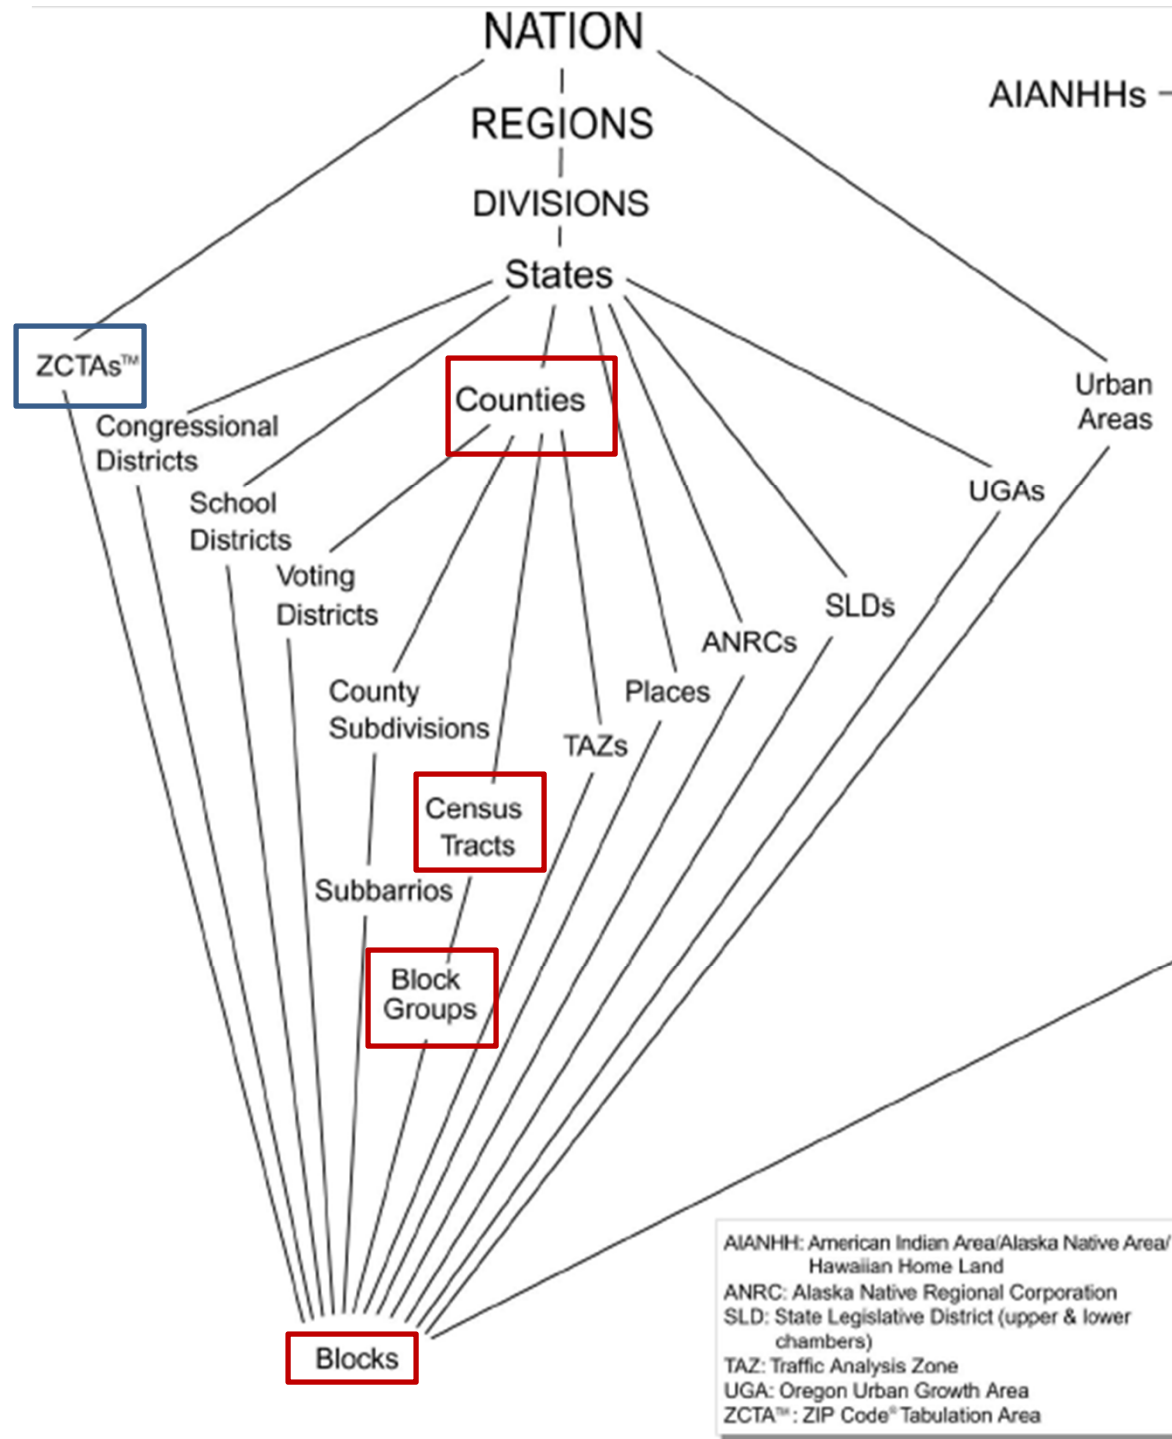 NATION
AIANHHs
REGIONS
DIVISIONS
States
ZCTAs™
Counties
Urban
Areas
Congressional
Districts
School
Districts
UGAs
Voting
Districts
SLDs
ANRCs
County
Subdivisions
Places
TAZs
Census
Tracts
Subbarrios
Block
Groups
Blocks
AIANHH: American Indian Area/Alaska Native Area/
Hawaiian Home Land
ANRC: Alaska Native Regional Corporation
SLD: State Legislative District (upper & lower
chambers)
TAZ: Traffic Analysis Zone
UGA: Oregon Urban Growth Area
ZCTA™: ZIP Code® Tabulation Area